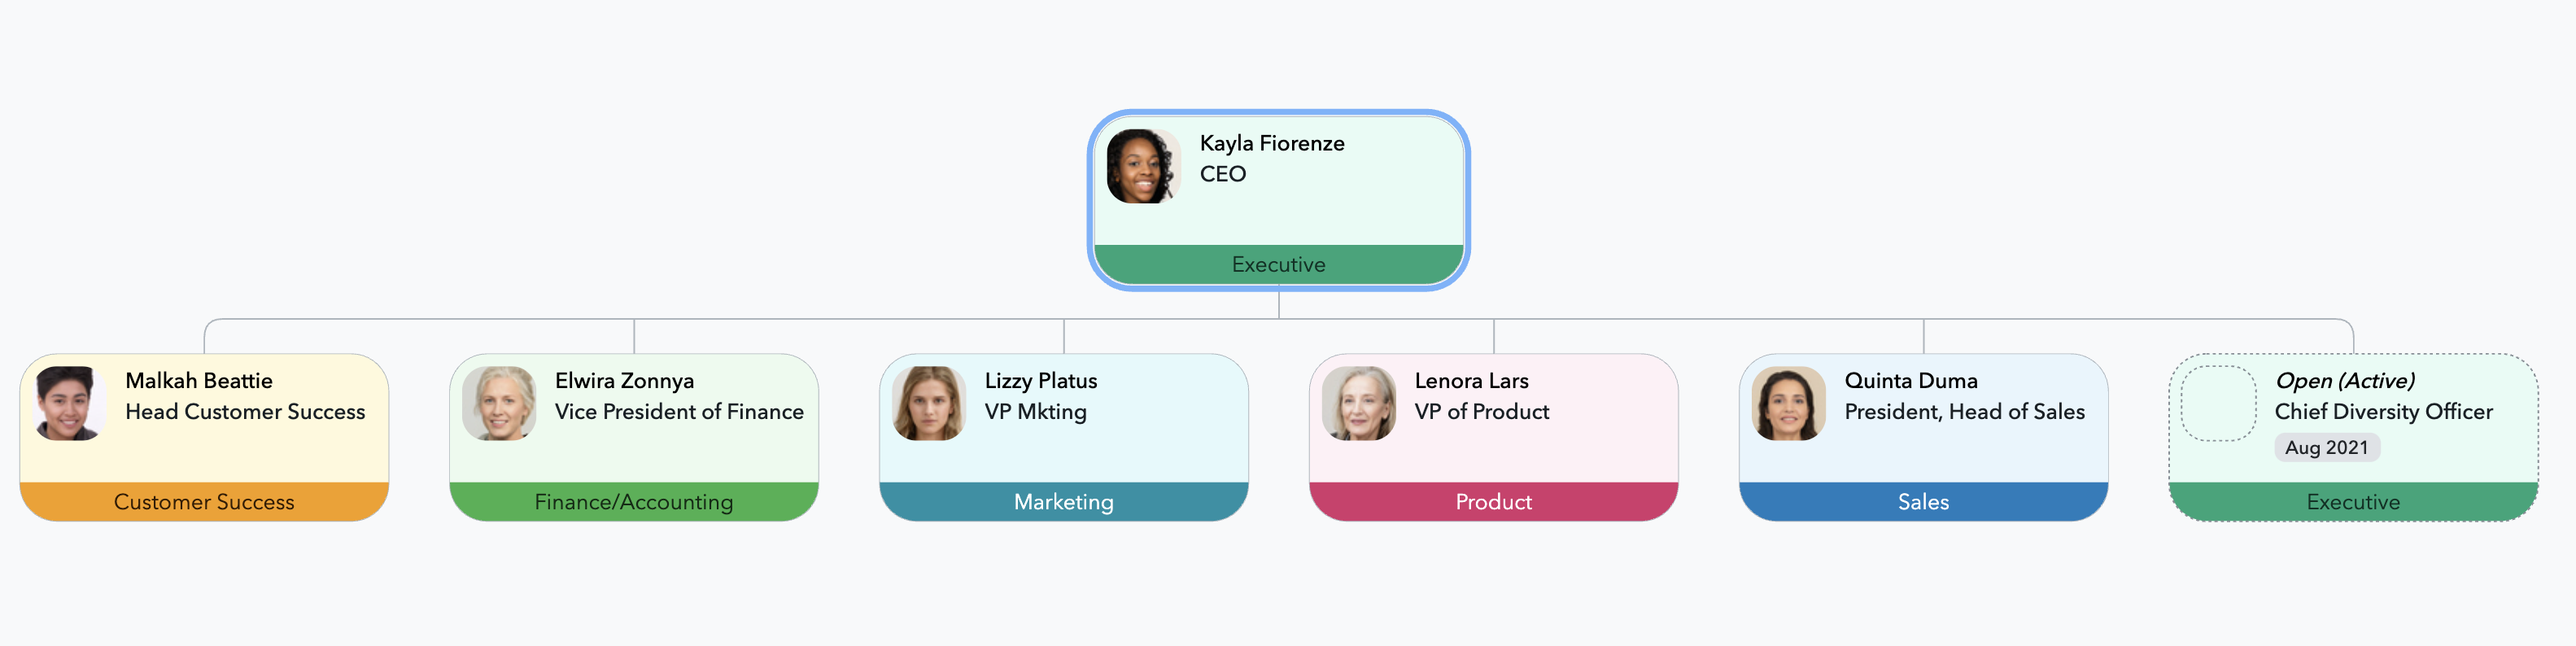 Kayla Fiorenze
CEO
Executive
Malkah Beattie
Head Customer Success
Customer Success
Elwira Zonnya
Vice President of Finance
Finance/Accounting
Lizzy Platus
VP Mkting
Marketing
Lenora Lars
VP of Product
Product
Quinta Duma
President, Head of Sales
Sales
Open (Active)
Chief Diversity Officer
Aug 2021
Executive